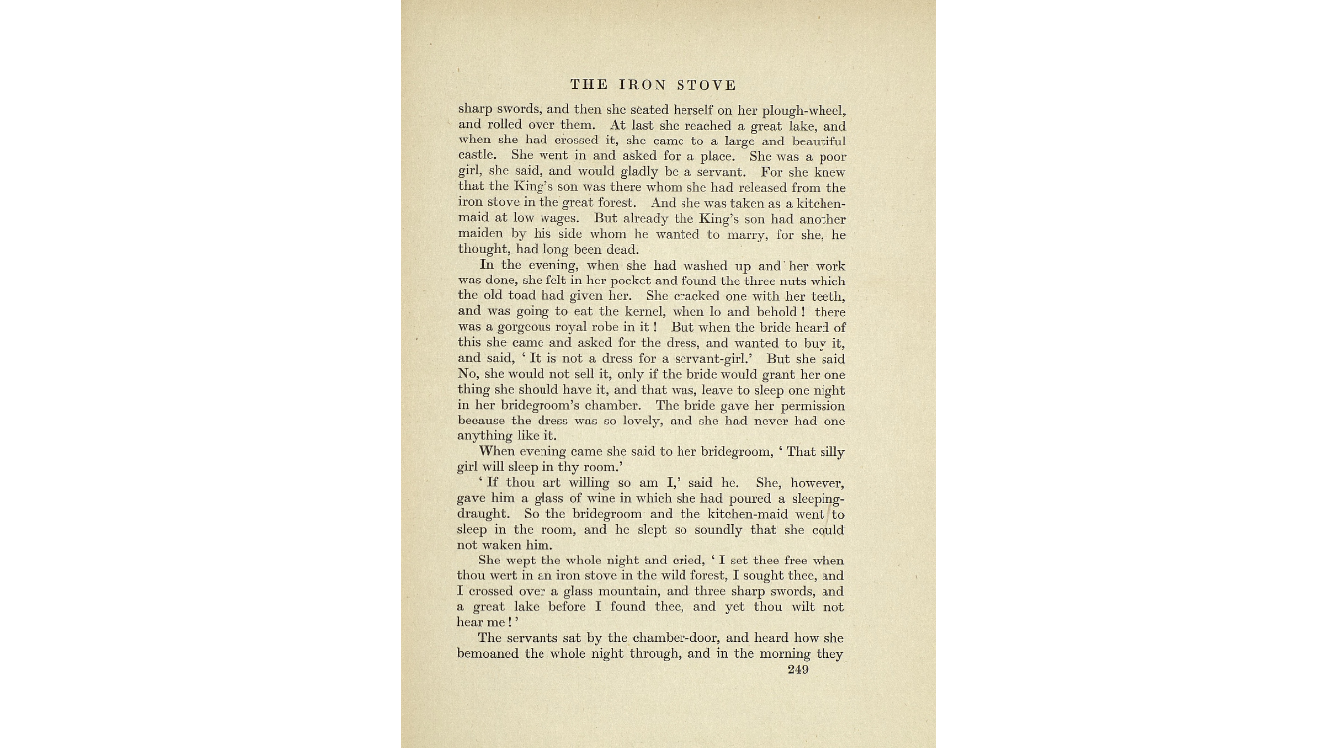 THE IRON STOVE
sharp swords, and then she seated herself on her plough-wheel,
and rolled over them. At last she reached a great lake, and
when she had crossed it, she came to a large and beautiful
castle. She went in and asked for a place. She was a poor
girl, she said, and would gladly be a servant. For she knew
that the King's son was there whom she had released from the
iron stove in the great forest. And she was taken as a kitchen-
maid at low wages. But already the King's son had another
maiden by his side whom he wanted to marry, for she, he
thought, had long been dead.
In the evening, when she had washed up and her work
was done, she felt in her pocket and found the three nuts which
the old toad had given her. She cracked one with her teeth,
and was going to eat the kernel, when lo and behold ! there
was a gorgeous royal robe in it ! But when the bride heard of
this she came and asked for the dress, and wanted to buy it,
and said, ‘ It is not a dress for a servant-girl.’ But she said
No, she would not sell it, only if the bride would grant her one
thing she should have it, and that was, leave to sleep one night
in her bridegroom's chamber. The bride gave her permission
because the dress was so lovely, and she had never had one
anything like it.
When evening came she said to her bridegroom, ‘ That silly
girl will sleep in thy room.’
‘ If thou art willing so am I,’ said he. She, however,
gave him a glass of wine in which she had poured a sleeping-
draught. So the bridegroom and the kitchen-maid went to
sleep in the room, and he slept so soundly that she could
not waken him.
She wept the whole night and cried, ‘ I set thee free when
thou wert in an iron stove in the wild forest, I sought thee, and
I crossed over a glass mountain, and three sharp swords, and
a great lake before I found thee, and yet thou wilt not
hear me ! ’
The servants sat by the chamber-door, and heard how she
bemoaned the whole night through, and in the morning they
249